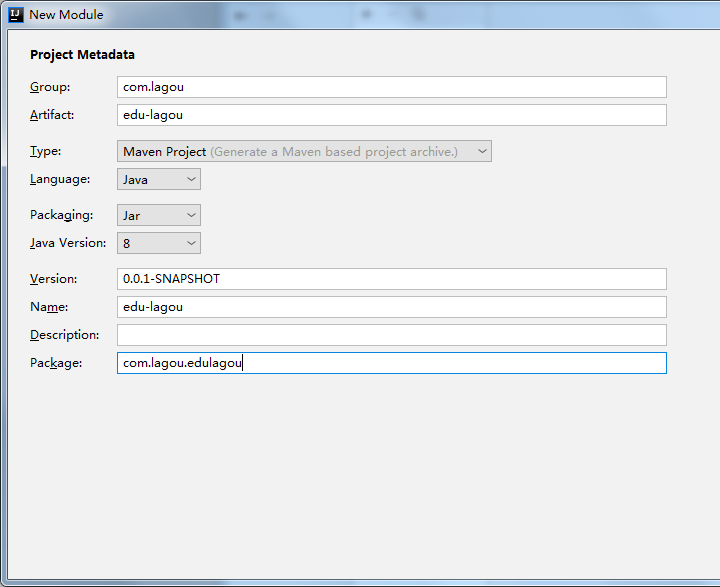 IJ New Module
Project Metadata
Group: com.lagou
Artifact: edu-lagou
Type: Maven Project (Generate a Maven based project archive.)
Language: Java
Packaging: Jar
Java Version: 8
Version: 0.0.1-SNAPSHOT
Name: edu-lagou
Description:
Package: com.lagou.edulagou